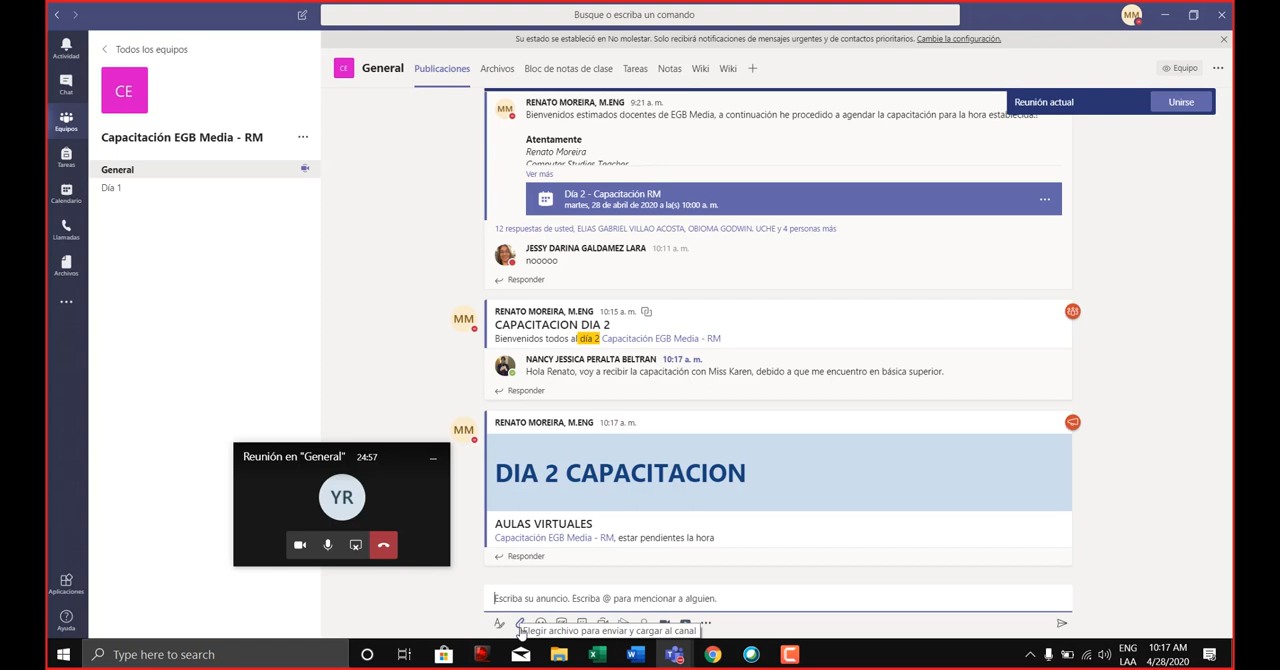 Busque o escriba un comando
MM
Su estado se estableció en No molestar. Solo recibirá notificaciones de mensajes urgentes y de contactos prioritarios. Cambie la configuración.
Actividad
Chat
Equipos
Tareas
Calendario
Llamadas
Archivos
Aplicaciones
Ayuda
Todos los equipos
CE
Capacitación EGB Media - RM
General
Día 1
CE
General
Publicaciones
Archivos
Bloc de notas de clase
Tareas
Notas
Wiki
Wiki
Equipo
Reunión actual
Unirse
MM
RENATO MOREIRA, M.ENG 9:21 a. m.
Bienvenidos estimados docentes de EGB Media, a continuación he procedido a agendar la capacitación para la hora establecida.!
Atentamente
Renato Moreira
Computer Studies Teacher
Ver más
Día 2 - Capacitación RM
martes, 28 de abril de 2020 a la(s) 10:00 a. m.
12 respuestas de usted, ELIAS GABRIEL VILLAO ACOSTA, OBIOMA GODWIN. UCHE y 4 personas más
JESSY DARINA GALDAMEZ LARA 10:11 a. m.
nooooo
Responder
MM
RENATO MOREIRA, M.ENG 10:15 a. m.
CAPACITACION DIA 2
Bienvenidos todos al día 2 Capacitación EGB Media - RM
NANCY JESSICA PERALTA BELTRAN 10:17 a. m.
Hola Renato, voy a recibir la capacitación con Miss Karen, debido a que me encuentro en básica superior.
Responder
MM
RENATO MOREIRA, M.ENG 10:17 a. m.
DIA 2 CAPACITACION
AULAS VIRTUALES
Capacitación EGB Media - RM, estar pendientes la hora
Responder
Reunión en "General" 24:57
YR
Escriba su anuncio. Escriba @ para mencionar a alguien.
Elegir archivo para enviar y cargar al canal
Type here to search
ENG
LAA
10:17 AM
4/28/2020